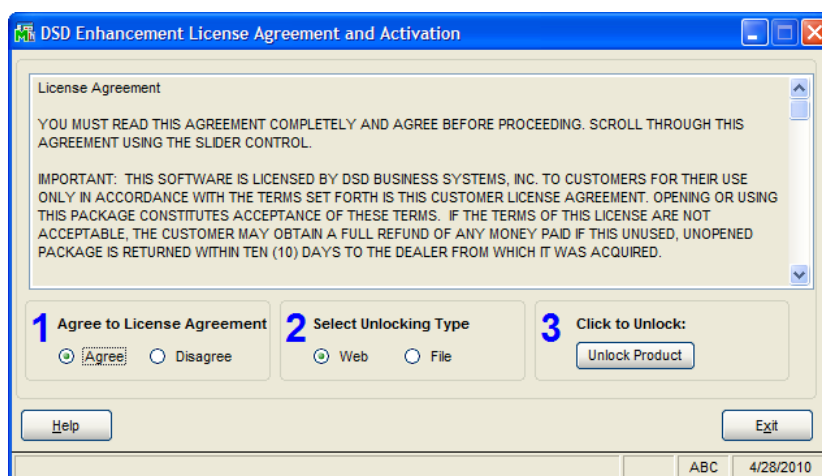 DSD Enhancement License Agreement and Activation
License Agreement
YOU MUST READ THIS AGREEMENT COMPLETELY AND AGREE BEFORE PROCEEDING. SCROLL THROUGH THIS
AGREEMENT USING THE SLIDER CONTROL.
IMPORTANT: THIS SOFTWARE IS LICENSED BY DSD BUSINESS SYSTEMS, INC. TO CUSTOMERS FOR THEIR USE
ONLY IN ACCORDANCE WITH THE TERMS SET FORTH IS THIS CUSTOMER LICENSE AGREEMENT. OPENING OR USING
THIS PACKAGE CONSTITUTES ACCEPTANCE OF THESE TERMS. IF THE TERMS OF THIS LICENSE ARE NOT
ACCEPTABLE, THE CUSTOMER MAY OBTAIN A FULL REFUND OF ANY MONEY PAID IF THIS UNUSED, UNOPENED
PACKAGE IS RETURNED WITHIN TEN (10) DAYS TO THE DEALER FROM WHICH IT WAS ACQUIRED.
1 Agree to License Agreement
Agree Disagree
2 Select Unlocking Type
Web File
3 Click to Unlock:
Unlock Product
Help Exit
ABC 4/28/2010